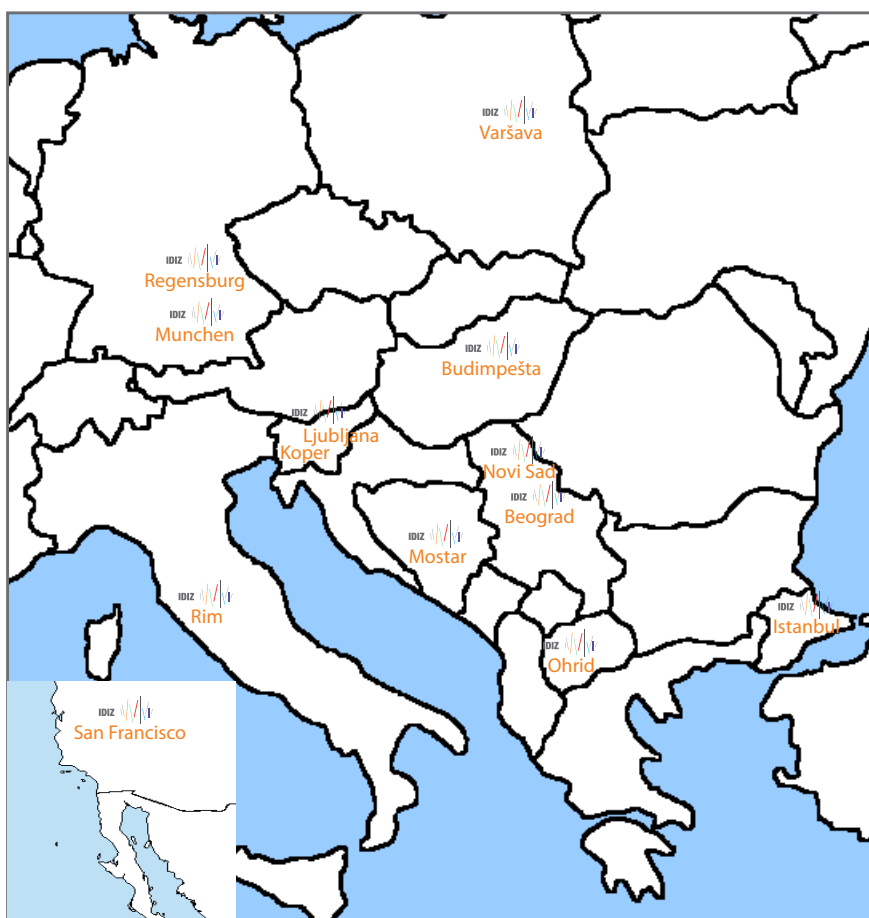 IDIZ
Varšava
IDIZ
Regensburg
IDIZ
Munchen
IDIZ
Budimpešta
IDIZ
Ljubljana
Koper
IDIZ
Novi Sad
IDIZ
Beograd
IDIZ
Mostar
IDIZ
Rim
IDIZ
Istanbul
IDIZ
Ohrid
IDIZ
San Francisco